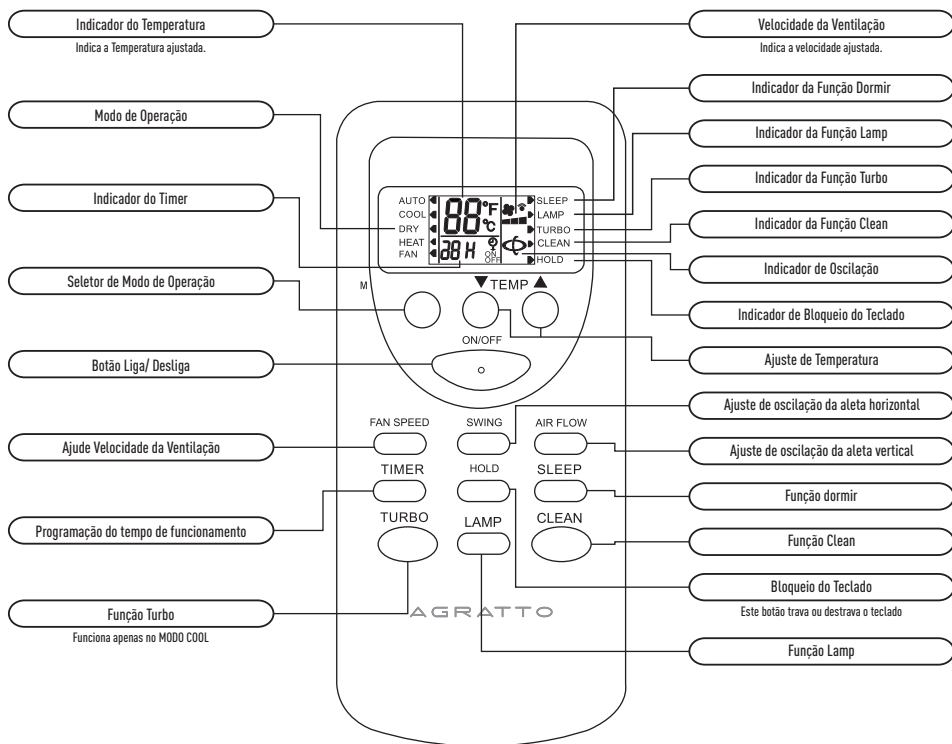 Indicador do Temperatura
Indica a Temperatura ajustada.
Modo de Operação
Indicador do Timer
Seletor de Modo de Operação
Botão Liga/ Desliga
Ajude Velocidade da Ventilação
Programação do tempo de funcionamento
Função Turbo
Funciona apenas no MODO COOL
AUTO
COOL
DRY
HEAT
FAN
88°F
°C
88H
ON
OFF
SLEEP
LAMP
TURBO
CLEAN
HOLD
M
▼ TEMP ▲
ON/OFF
FAN SPEED
SWING
AIR FLOW
TIMER
HOLD
SLEEP
TURBO
LAMP
CLEAN
AGRATTO
Velocidade da Ventilação
Indica a velocidade ajustada.
Indicador da Função Dormir
Indicador da Função Lamp
Indicador da Função Turbo
Indicador da Função Clean
Indicador de Oscilação
Indicador de Bloqueio do Teclado
Ajuste de Temperatura
Ajuste de oscilação da aleta horizontal
Ajuste de oscilação da aleta vertical
Função dormir
Função Clean
Bloqueio do Teclado
Este botão trava ou destrava o teclado
Função Lamp